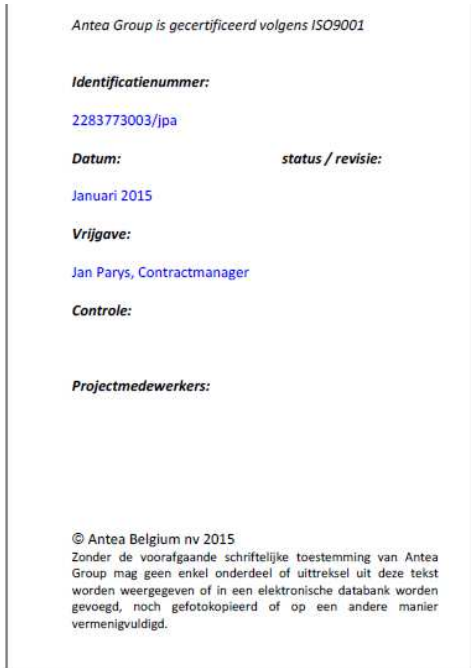 Antea Group is gecertificeerd volgens ISO9001
Identificatienummer:
2283773003/jpa
Datum: status / revisie:
Januari 2015
Vrijgave:
Jan Parys, Contractmanager
Controle:
Projectmedewerkers:
© Antea Belgium nv 2015
Zonder de voorafgaande schriftelijke toestemming van Antea
Group mag geen enkel onderdeel of uittreksel uit deze tekst
worden weergegeven of in een elektronische databank worden
gevoegd, noch gefotokopieerd of op een andere manier
vermenigvuldigd.